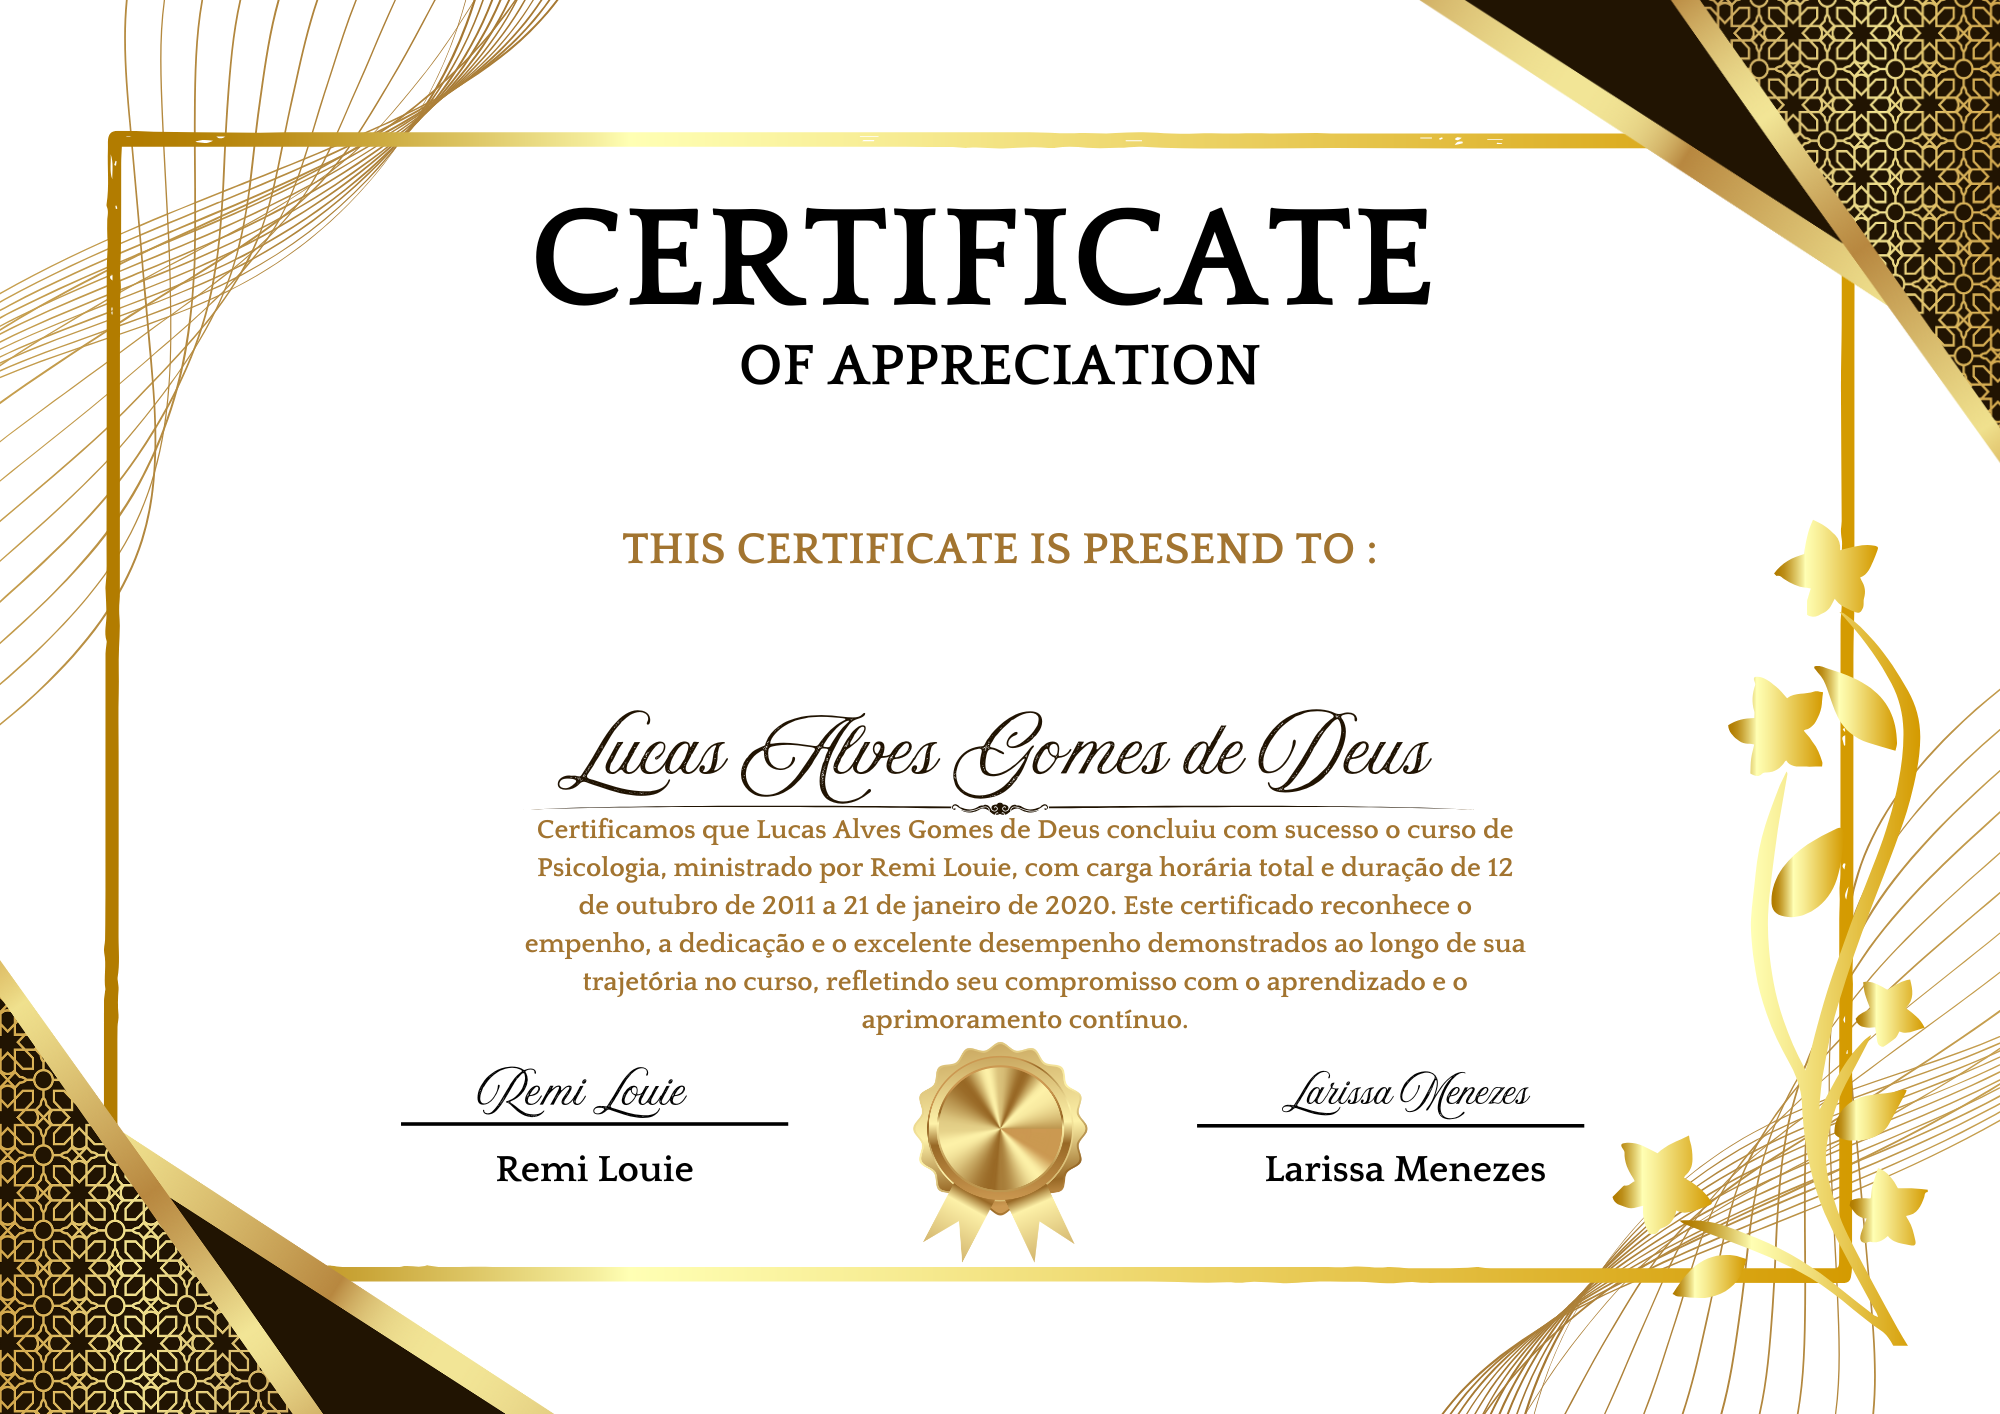 CERTIFICATE
OF APPRECIATION
THIS CERTIFICATE IS PRESEND TO :
Lucas Alves Gomes de Deus
Certificamos que Lucas Alves Gomes de Deus concluiu com sucesso o curso de
Psicologia, ministrado por Remi Louie, com carga horária total e duração de 12
de outubro de 2011 a 21 de janeiro de 2020. Este certificado reconhece o
empenho, a dedicação e o excelente desempenho demonstrados ao longo de sua
trajetória no curso, refletindo seu compromisso com o aprendizado e o
aprimoramento contínuo.
Remi Louie
Larissa Menezes
Remi Louie
Larissa Menezes